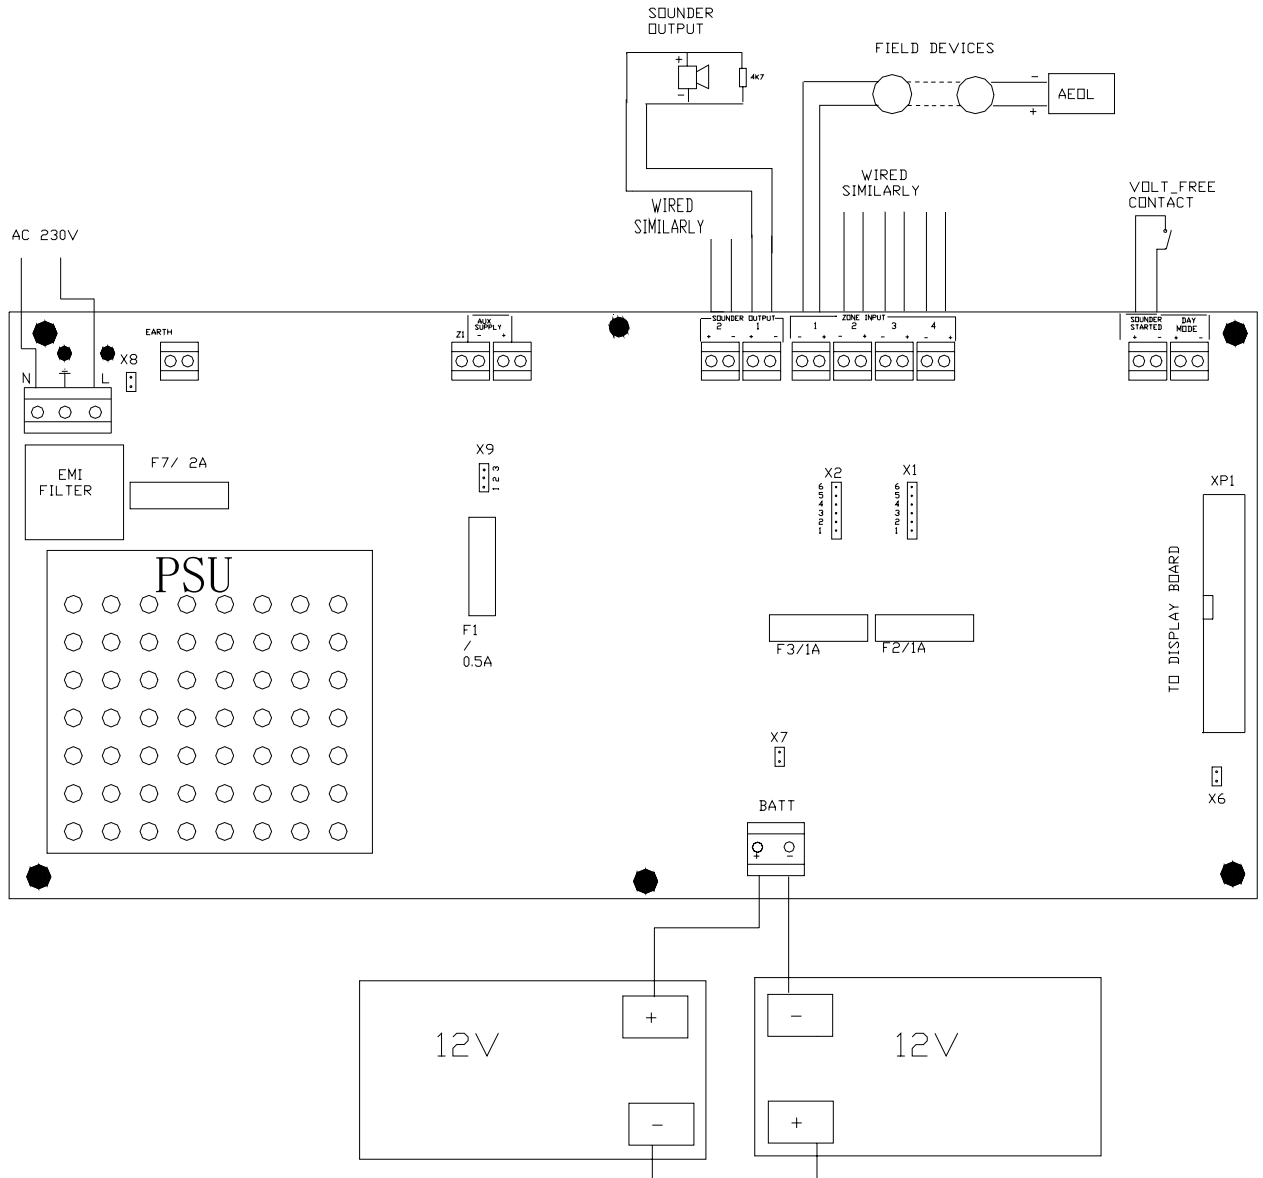 SOUNDER
OUTPUT
+
-
4K7
FIELD DEVICES
-
+
AEOL
WIRED
SIMILARLY
WIRED
SIMILARLY
VOLT_FREE
CONTACT
AC 230V
EARTH
Z1
AUX
SUPPLY
- +
SOUNDER OUTPUT
2 1
+ - + -
ZONE INPUT
1 2 3 4
- + - + - + - +
SOUNDER
STARTED
+ -
DAY
MODE
+ -
N L
X8
EMI
FILTER
F7/ 2A
X9
1 2 3
X2
6
5
4
3
2
1
X1
6
5
4
3
2
1
XP1
TO DISPLAY BOARD
PSU
F1
/
0.5A
F3/1A
F2/1A
X7
X6
BATT
+ -
12V
+
-
12V
-
+